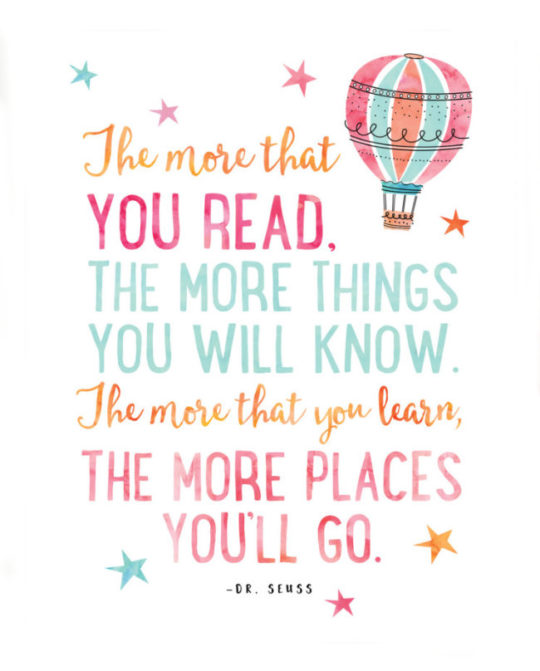 The more that
YOU READ,
THE MORE THINGS
YOU WILL KNOW.
The more that you learn,
THE MORE PLACES
YOU'LL GO.
-DR. SEUSS